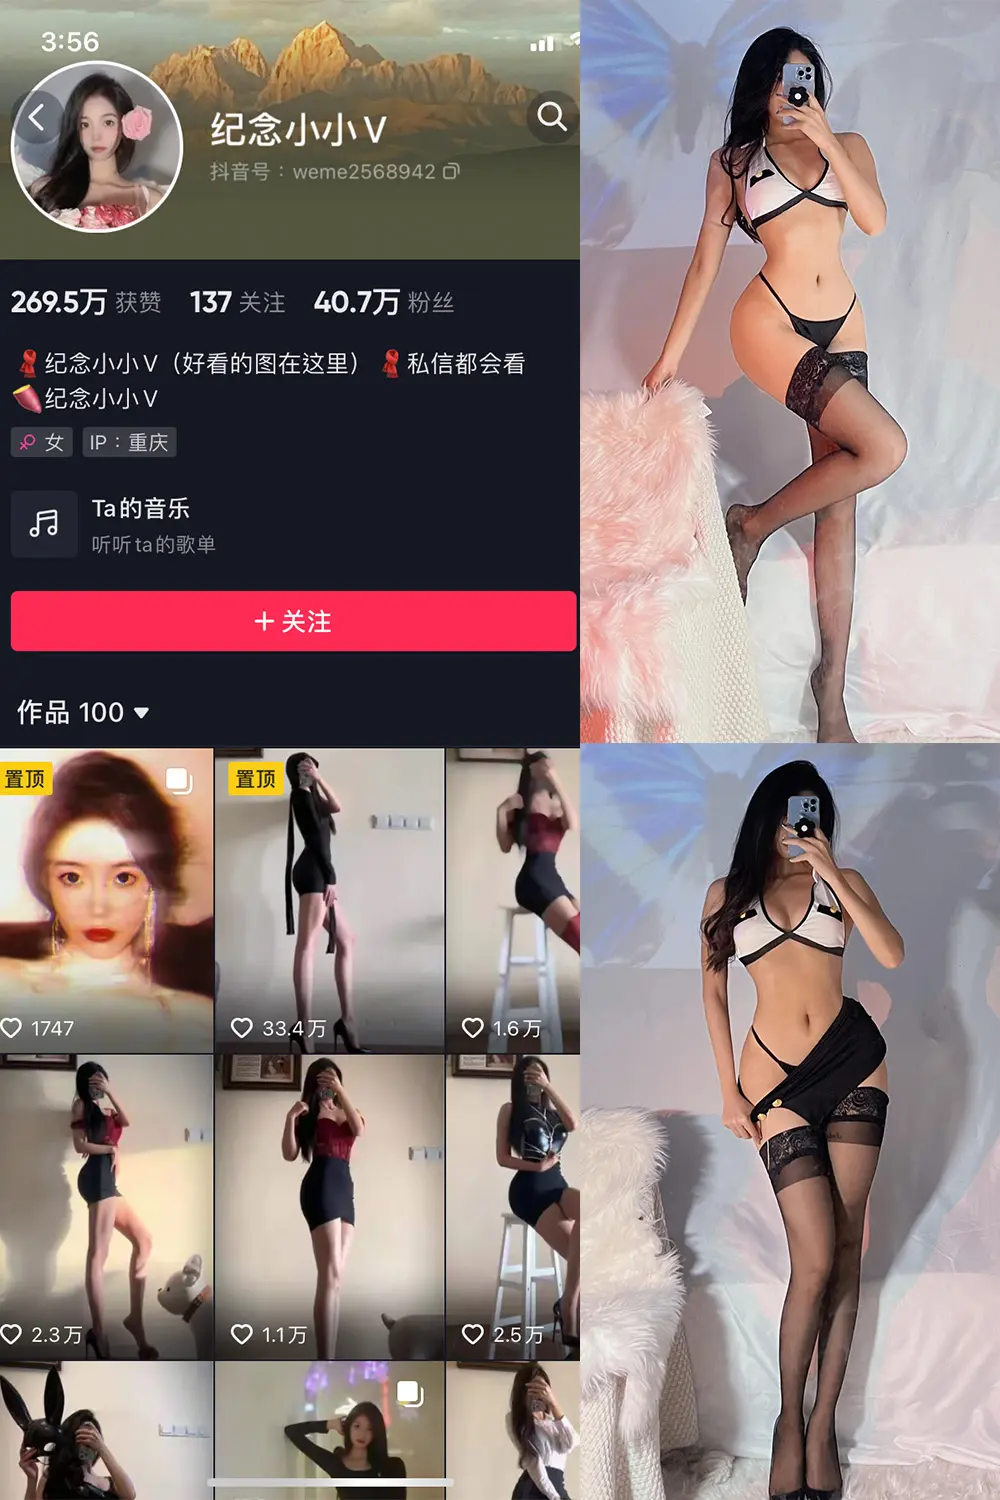 3:56
纪念小小V
抖音号：weme2568942
269.5万 获赞 137 关注 40.7万 粉丝
纪念小小V（好看的图在这里） 私信都会看
纪念小小V
女 IP：重庆
Ta的音乐
听听ta的歌单
+ 关注
作品 100
置顶
置顶
1747
33.4万
1.6万
2.3万
1.1万
2.5万